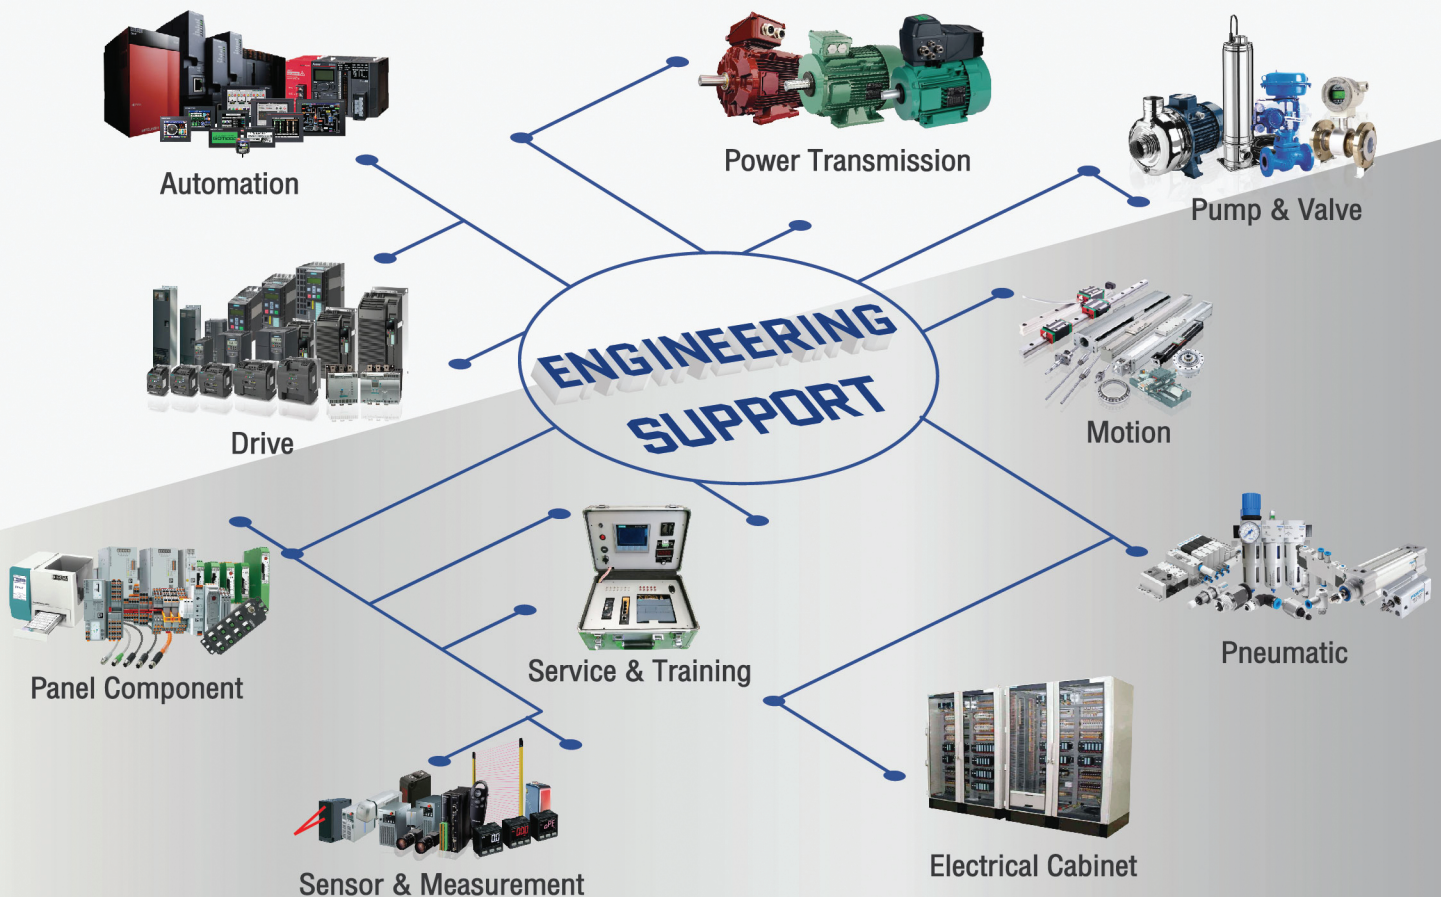 Automation
Power Transmission
Pump & Valve
Drive
ENGINEERING
SUPPORT
Motion
Panel Component
Service & Training
Pneumatic
Sensor & Measurement
Electrical Cabinet